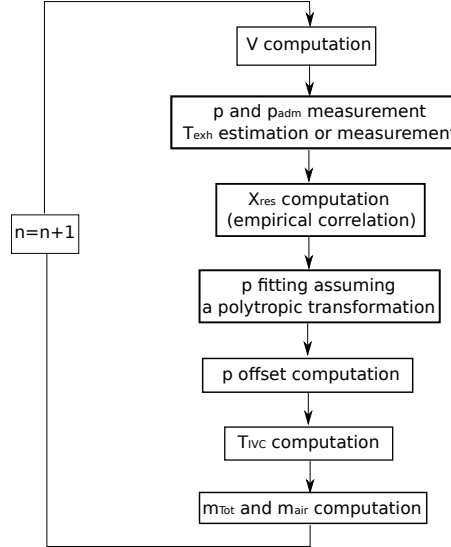 V computation
p and padm measurement
Texh estimation or measurement
Xres computation
(empirical correlation)
n=n+1
p fitting assuming
a polytropic transformation
p offset computation
TIVC computation
mTot and mair computation